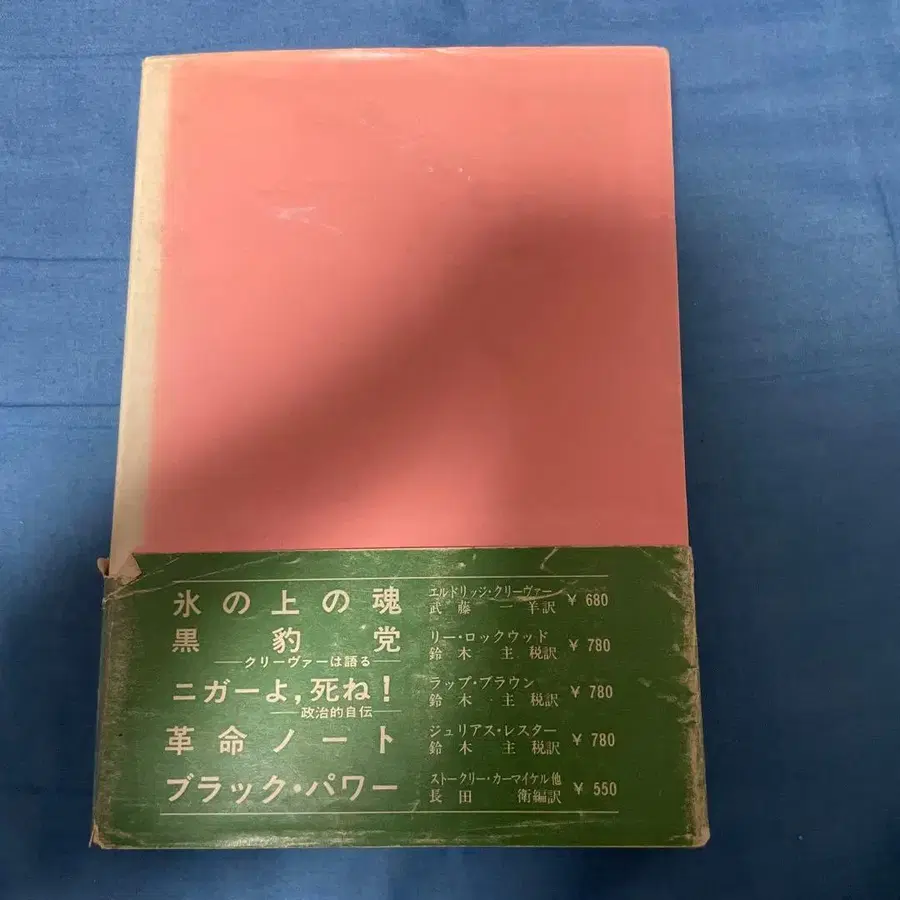 氷の上の魂 エルドリッジ・クリーヴァー 武藤一羊訳 ¥680
黒豹党 リー・ロックウッド 鈴木主税訳 ¥780
―クリーヴァーは語る―
ニガーよ,死ね! ラップ・ブラウン 鈴木主税訳 ¥780
―政治的自伝―
革命ノート ジュリアス・レスター 鈴木主税訳 ¥780
ブラック・パワー ストークリー・カーマイケル他 長田衛編訳 ¥550